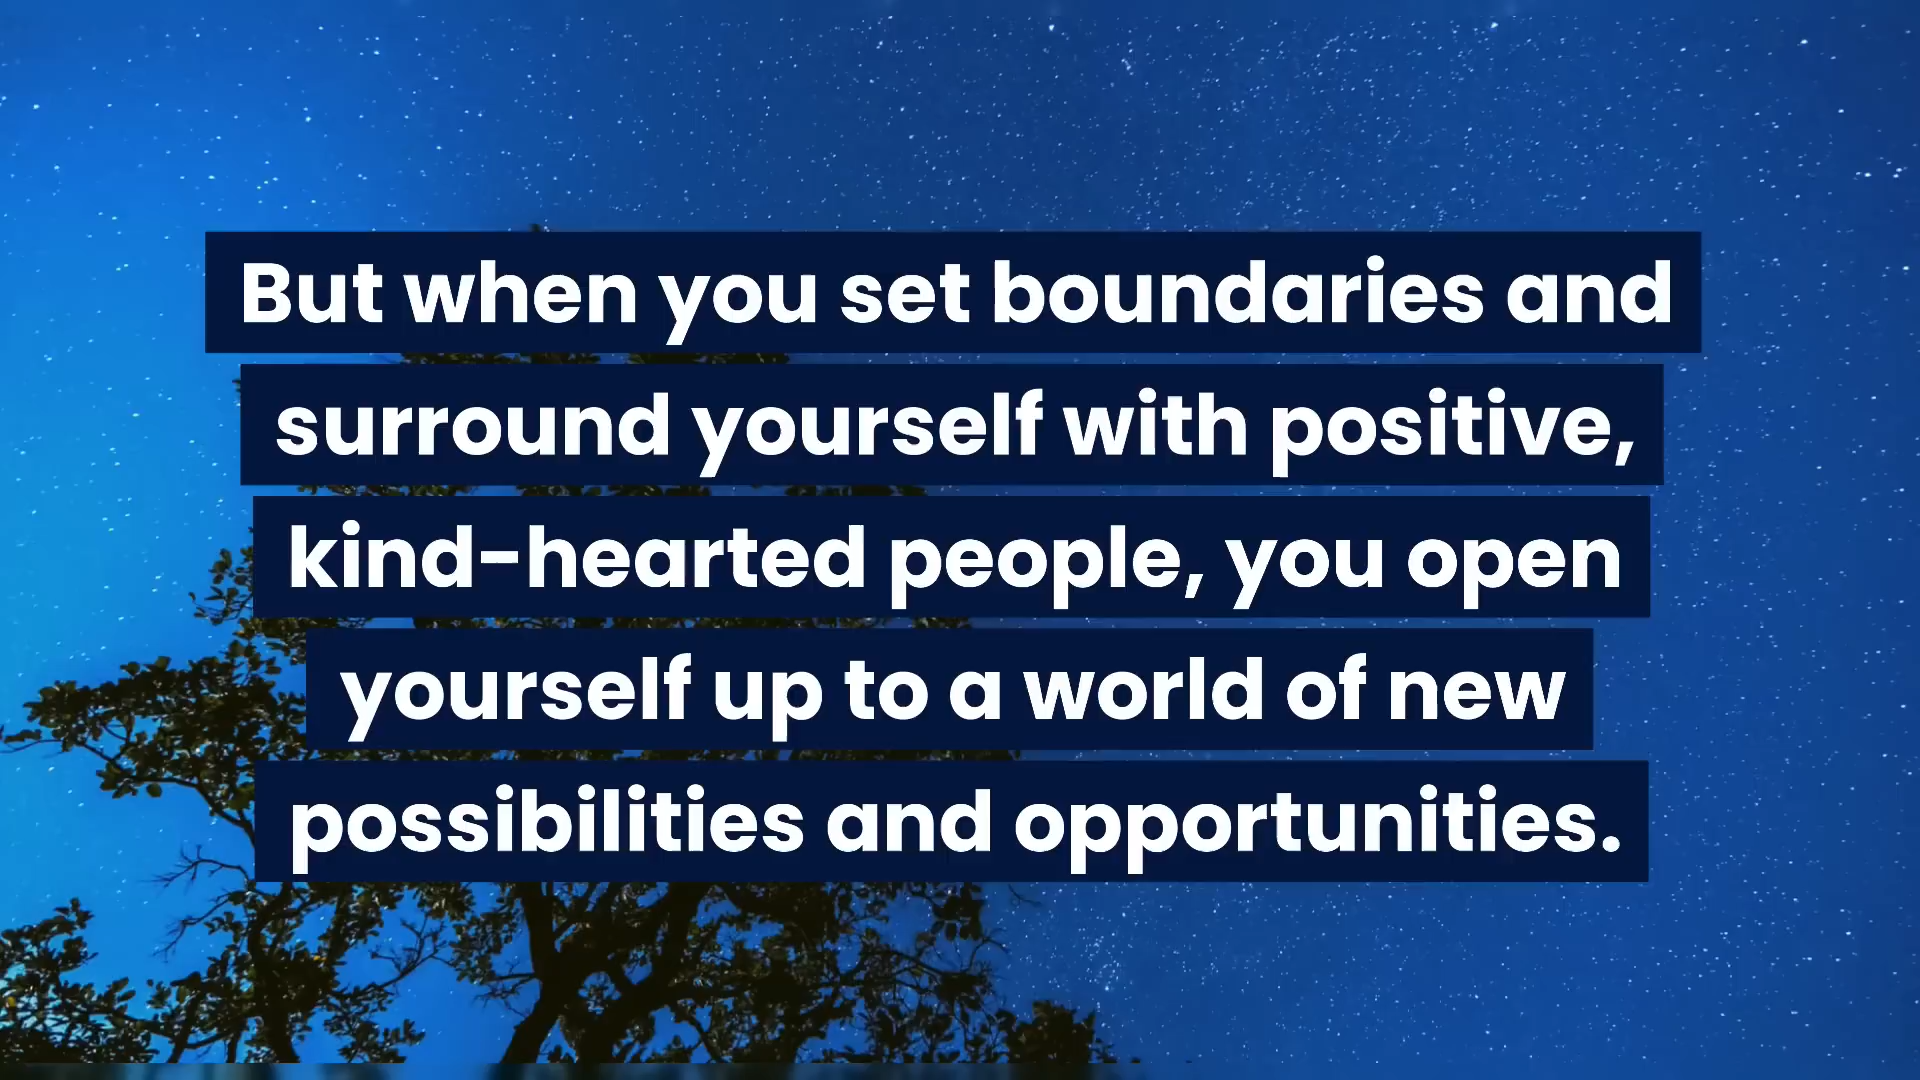 But when you set boundaries and
surround yourself with positive,
kind-hearted people, you open
yourself up to a world of new
possibilities and opportunities.